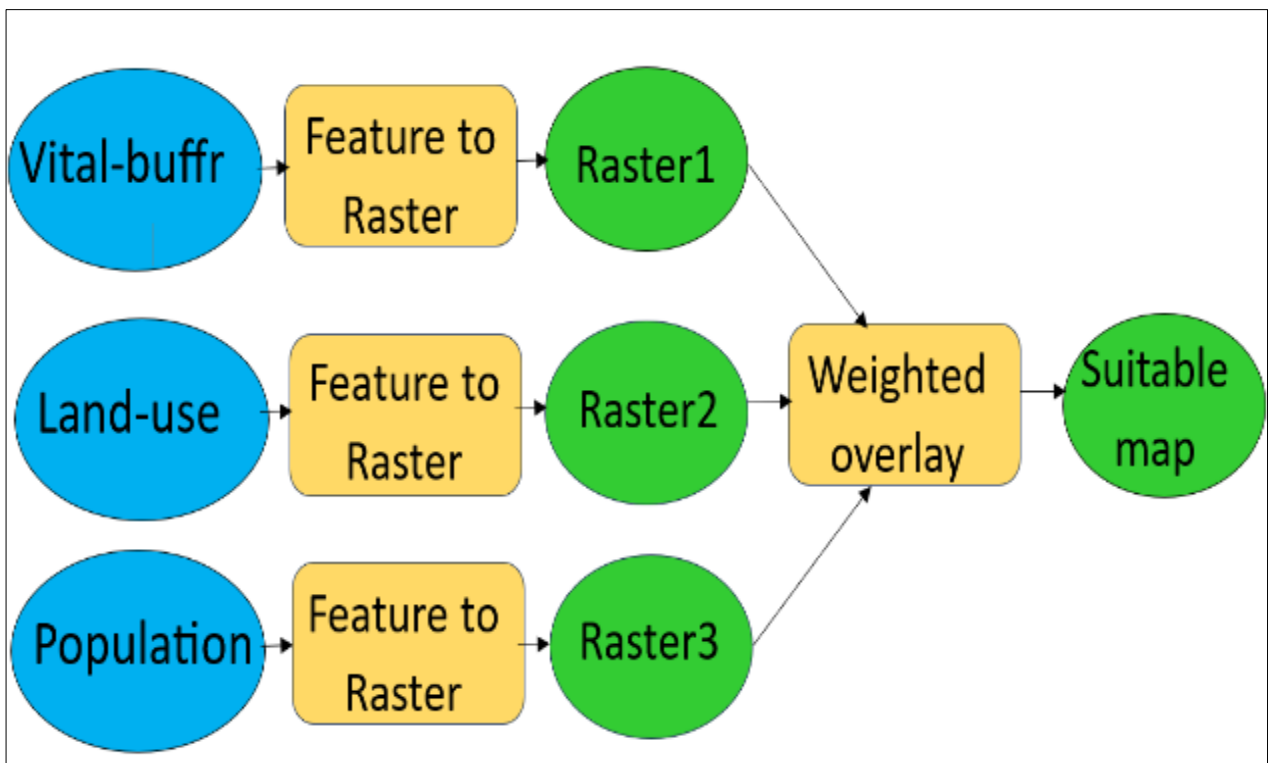 Vital-buffr
Feature to
Raster
Raster1
Land-use
Feature to
Raster
Raster2
Weighted
overlay
Suitable
map
Population
Feature to
Raster
Raster3